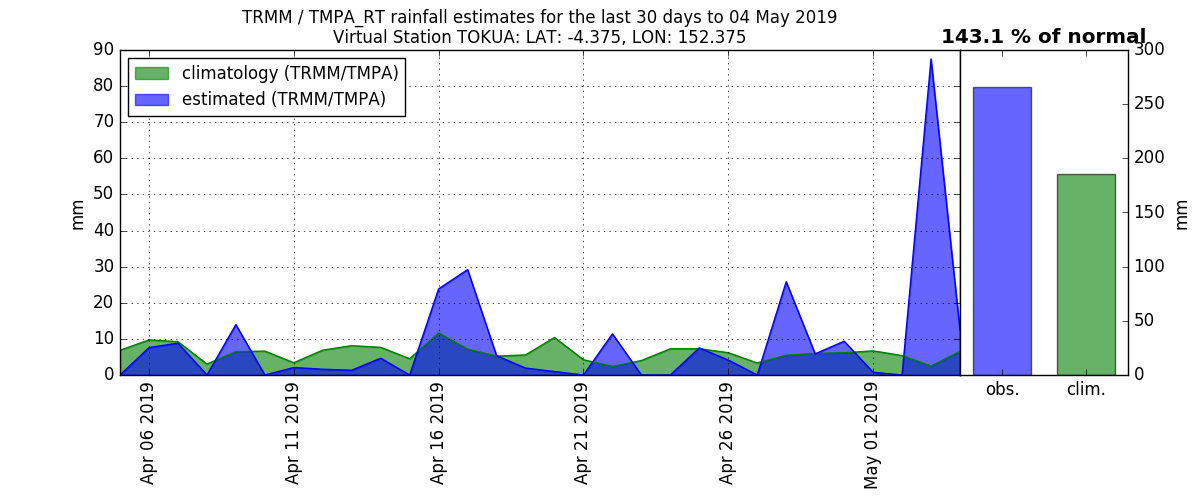 TRMM / TMPA_RT rainfall estimates for the last 30 days to 04 May 2019
Virtual Station TOKUA: LAT: -4.375, LON: 152.375
143.1 % of normal
climatology (TRMM/TMPA)
estimated (TRMM/TMPA)
90
80
70
60
50
40
30
20
10
0
mm
Apr 06 2019
Apr 11 2019
Apr 16 2019
Apr 21 2019
Apr 26 2019
May 01 2019
300
250
200
150
100
50
0
mm
obs.
clim.